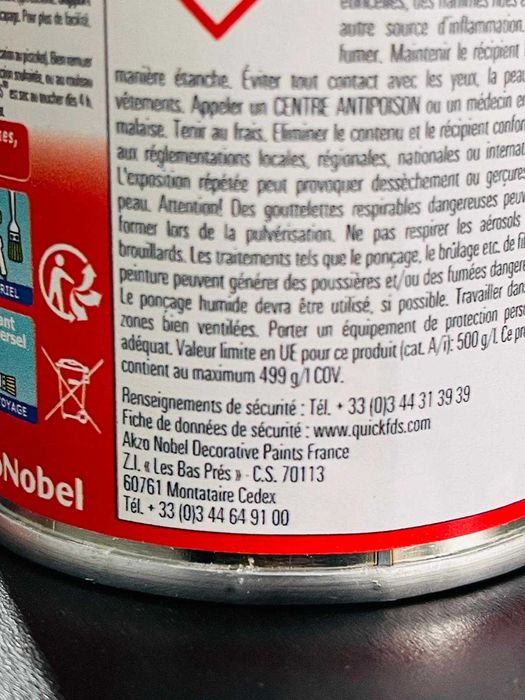 autre source d'inflammation.
fumer. Maintenir le récipient
manière étanche. Éviter tout contact avec les yeux, la peau
vêtements. Appeler un CENTRE ANTIPOISON ou un médecin en
malaise. Tenir au frais. Éliminer le contenu et le récipient confor
aux réglementations locales, régionales, nationales ou internat
L'exposition répétée peut provoquer dessèchement ou gerçures
peau. Attention! Des gouttelettes respirables dangereuses peuv
former lors de la pulvérisation. Ne pas respirer les aérosols
brouillards. Les traitements tels que le ponçage, le brûlage etc. de fil
peinture peuvent générer des poussières et/ou des fumées dangere
Le ponçage humide devra être utilisé, si possible. Travailler dans
zones bien ventilées. Porter un équipement de protection pers
adéquat. Valeur limite en UE pour ce produit (cat. A/i): 500 g/l. Ce pr
contient au maximum 499 g/l COV.
Renseignements de sécurité : Tél. + 33 (0)3 44 31 39 39
Fiche de données de sécurité : www.quickfds.com
Akzo Nobel Decorative Paints France
Z.I. « Les Bas Prés » - C.S. 70113
60761 Montataire Cedex
Tél. + 33 (0)3 44 64 91 00
es,
RIEL
ant
ersel
OYAGE
oNobel